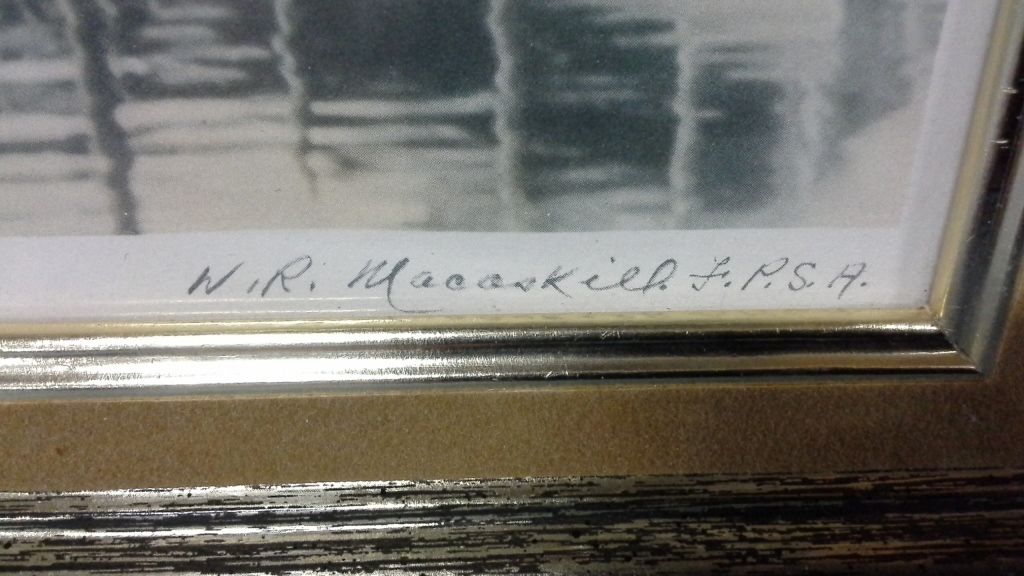 W. R. Macaskill. F. P. S. A.